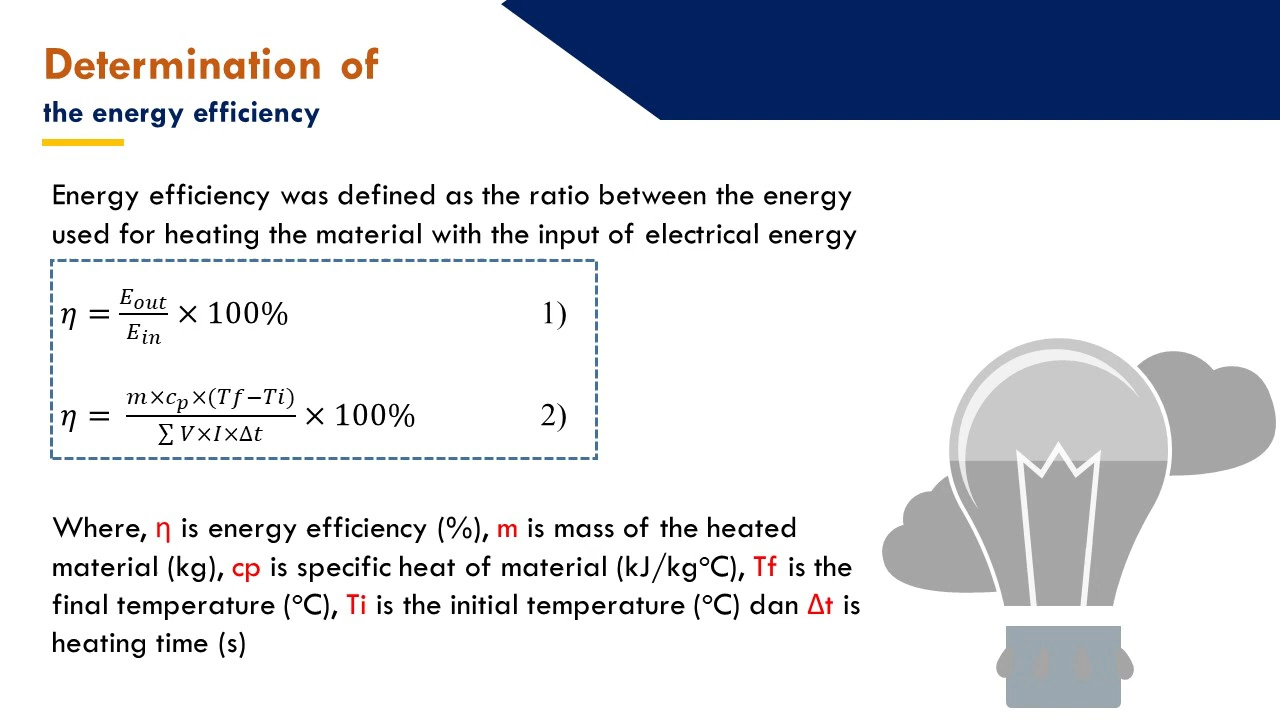 Determination of
the energy efficiency
Energy efficiency was defined as the ratio between the energy
used for heating the material with the input of electrical energy
η = E_out/E_in × 100% 1)
η = m×c_p×(Tf−Ti)/∑ V×I×Δt × 100% 2)
Where, η is energy efficiency (%), m is mass of the heated
material (kg), cp is specific heat of material (kJ/kg°C), Tf is the
final temperature (°C), Ti is the initial temperature (°C) dan Δt is
heating time (s)